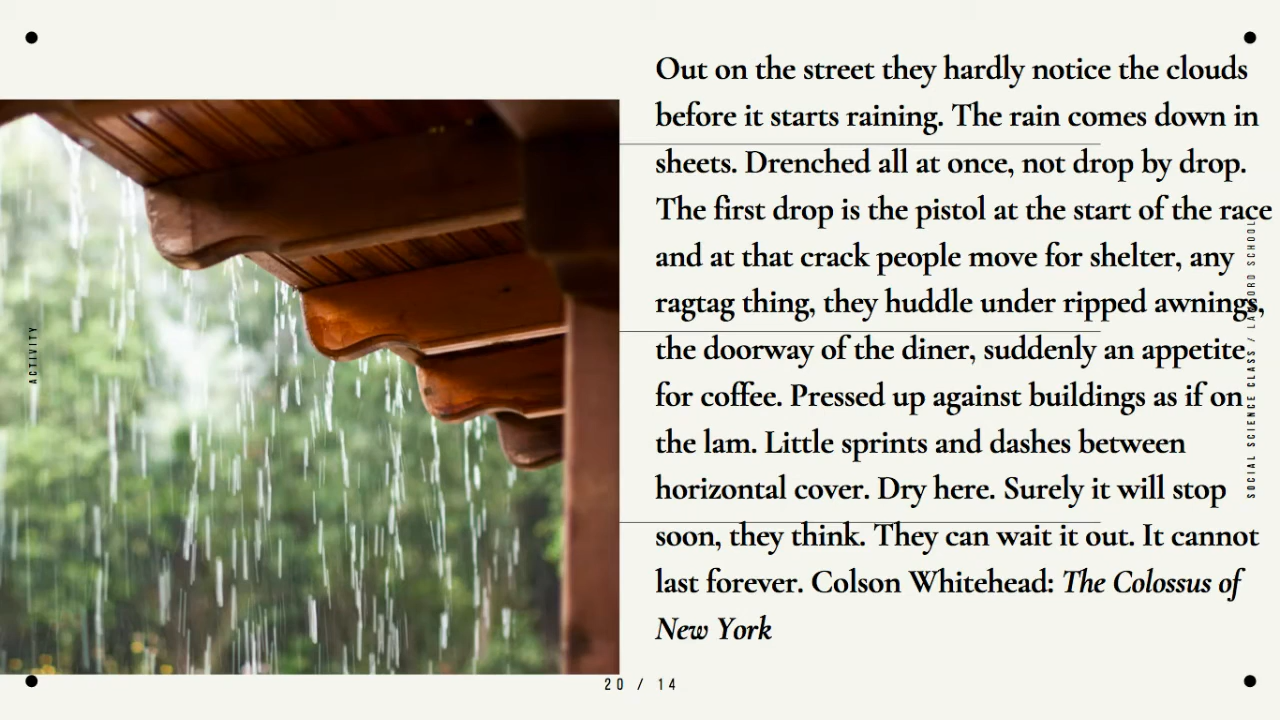 Out on the street they hardly notice the clouds
before it starts raining. The rain comes down in
sheets. Drenched all at once, not drop by drop.
The first drop is the pistol at the start of the race
and at that crack people move for shelter, any
ragtag thing, they huddle under ripped awnings,
the doorway of the diner, suddenly an appetite
for coffee. Pressed up against buildings as if on
the lam. Little sprints and dashes between
horizontal cover. Dry here. Surely it will stop
soon, they think. They can wait it out. It cannot
last forever. Colson Whitehead: The Colossus of
New York
ACTIVITY
SOCIAL SCIENCE CLASS / SCHOOL
20 / 14